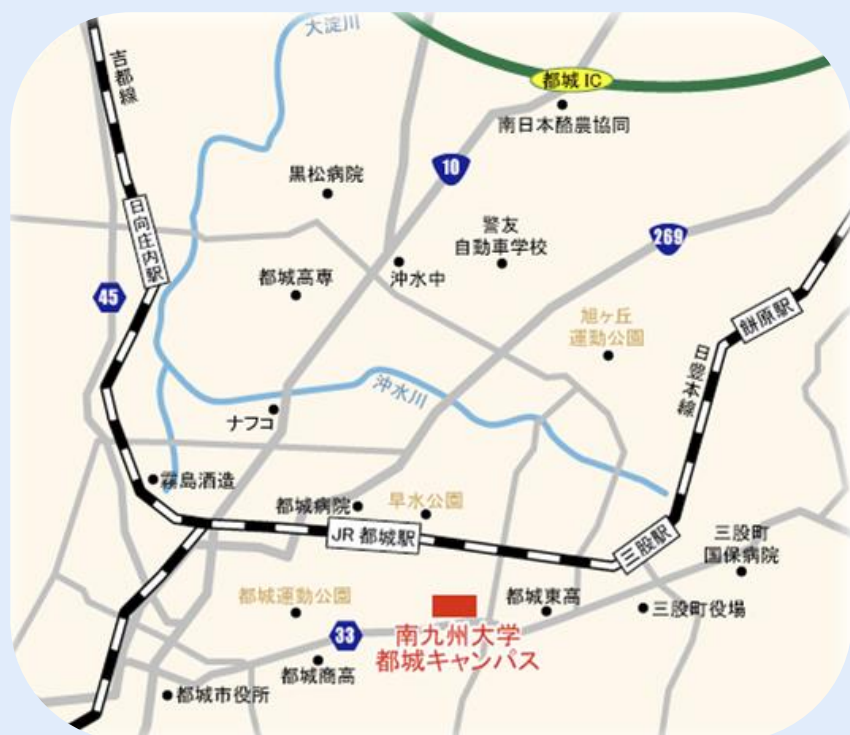 大淀川
吉都線
都城 IC
南日本酪農協同
10
黒松病院
日向庄内駅
警友
自動車学校
269
沖水中
都城高専
45
餅原駅
旭ヶ丘
運動公園
日豊本線
沖水川
ナフコ
霧島酒造
都城病院
早水公園
JR 都城駅
三股駅
三股町
国保病院
都城運動公園
都城東高
三股町役場
33
南九州大学
都城キャンパス
都城商高
都城市役所